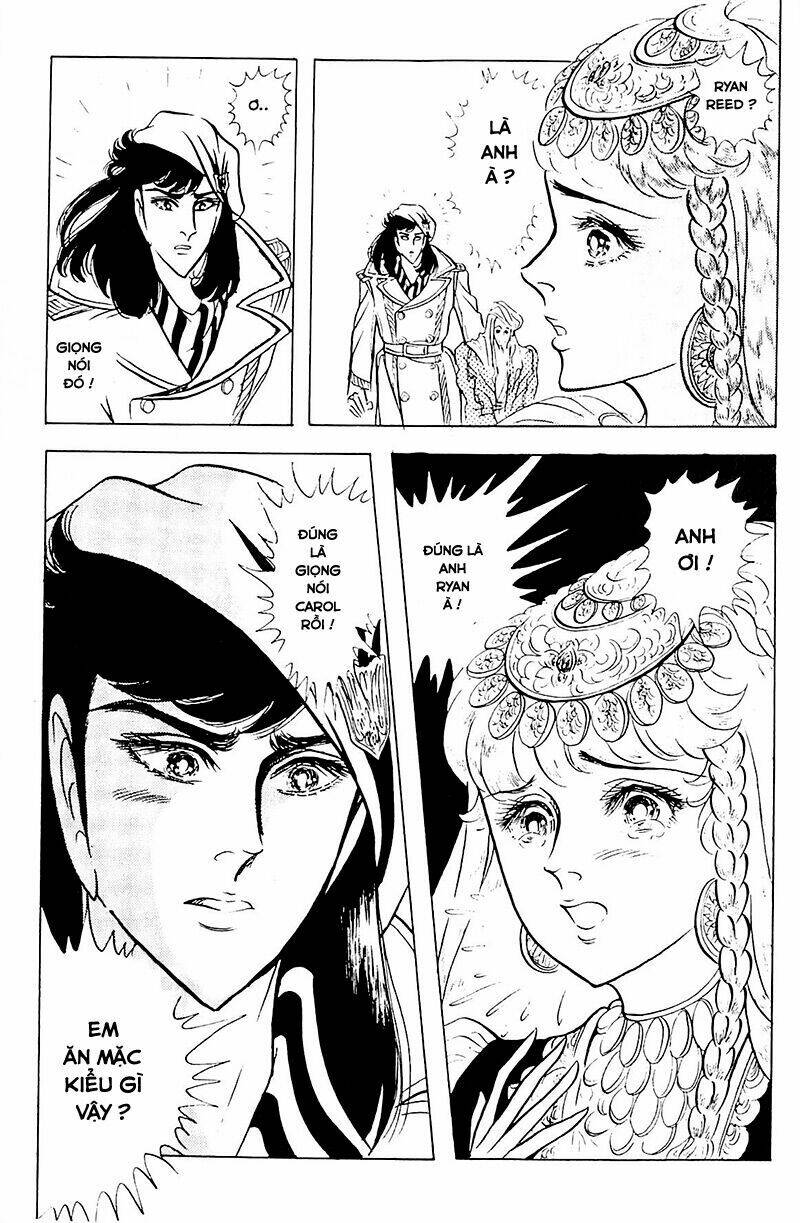 RYAN
REED ?
LÀ
ANH
À ?
Ơ..
GIỌNG
NÓI
ĐÓ !
ANH
ƠI !
ĐÚNG LÀ
ANH
RYAN
À !
ĐÚNG
LÀ
GIỌNG
NÓI
CAROL
RỒI !
EM
ĂN MẶC
KIỂU GÌ
VẬY ?